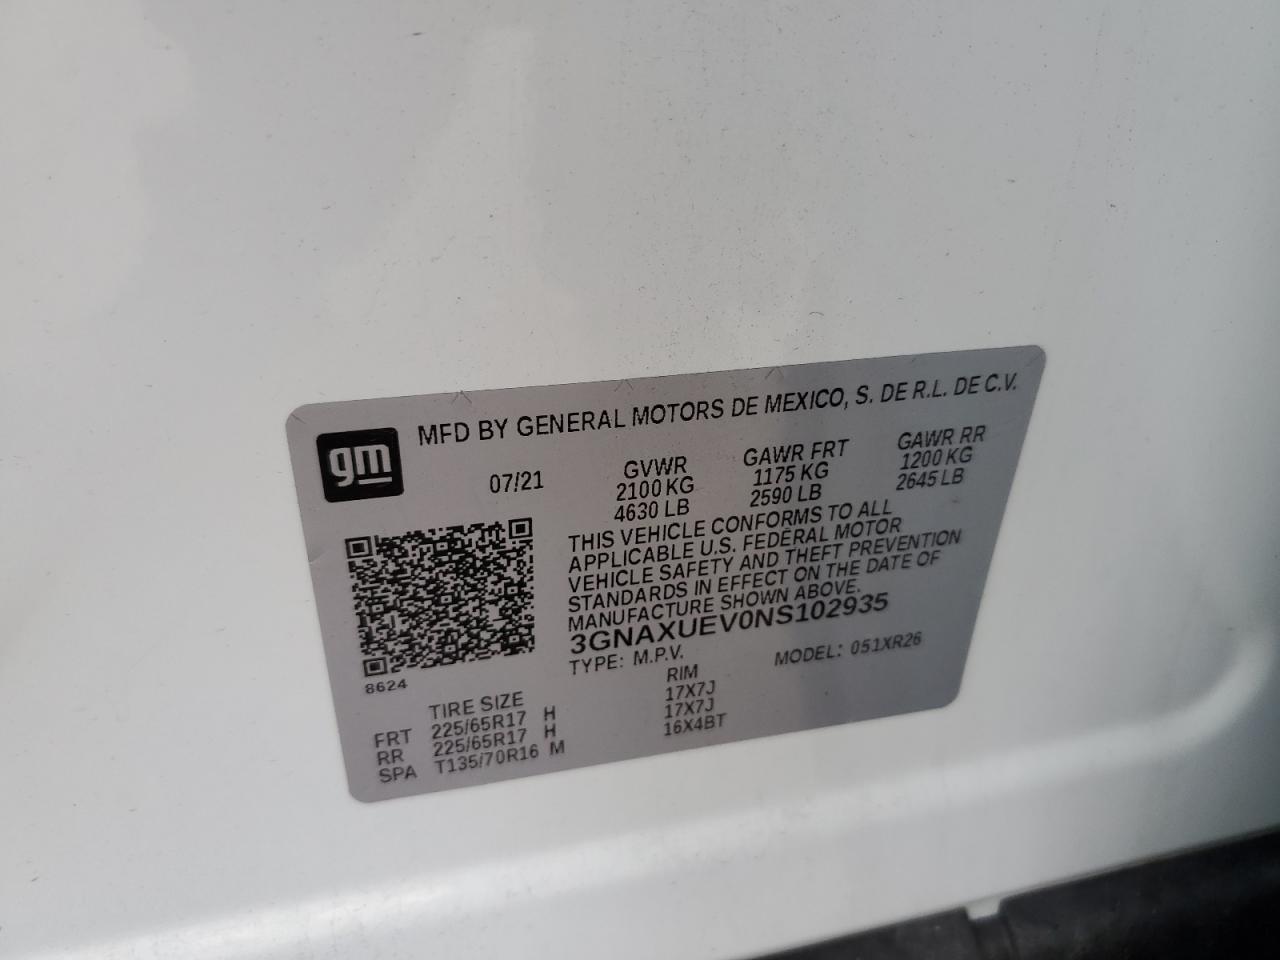 MFD BY GENERAL MOTORS DE MEXICO, S. DE R.L. DE C.V.
gm
07/21
GVWR
2100 KG
4630 LB
GAWR FRT
1175 KG
2590 LB
GAWR RR
1200 KG
2645 LB
THIS VEHICLE CONFORMS TO ALL
APPLICABLE U.S. FEDERAL MOTOR
VEHICLE SAFETY AND THEFT PREVENTION
STANDARDS IN EFFECT ON THE DATE OF
MANUFACTURE SHOWN ABOVE.
3GNAXUEV0NS102935
TYPE: M.P.V.
MODEL: 051XR26
8624
TIRE SIZE RIM
FRT 225/65R17 H 17X7J
RR 225/65R17 H 17X7J
SPA T135/70R16 M 16X4BT